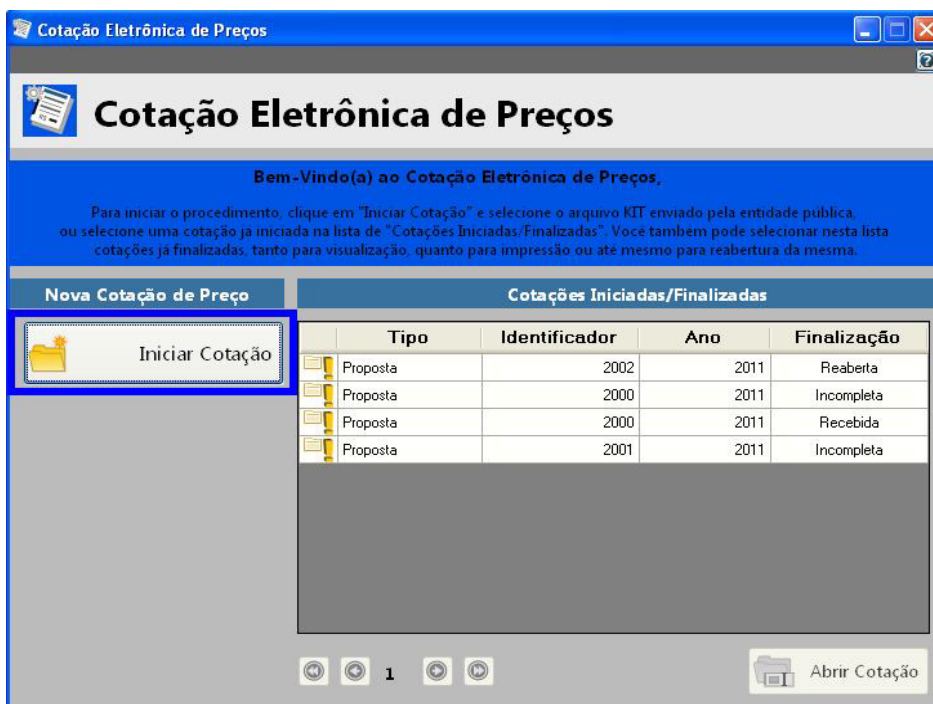 Cotação Eletrônica de Preços
Cotação Eletrônica de Preços
Bem-Vindo(a) ao Cotação Eletrônica de Preços,
Para iniciar o procedimento, clique em "Iniciar Cotação" e selecione o arquivo KIT enviado pela entidade pública,
ou selecione uma cotação ja iniciada na lista de "Cotações Iniciadas/Finalizadas". Você tambem pode selecionar nesta lista
cotações já finalizadas, tanto para visualização, quanto para impressão ou até mesmo para reabertura da mesma.
Nova Cotação de Preço
Cotações Iniciadas/Finalizadas
Iniciar Cotação
Tipo Identificador Ano Finalização
Proposta 2002 2011 Reaberta
Proposta 2000 2011 Incompleta
Proposta 2000 2011 Recebida
Proposta 2001 2011 Incompleta
1
Abrir Cotação